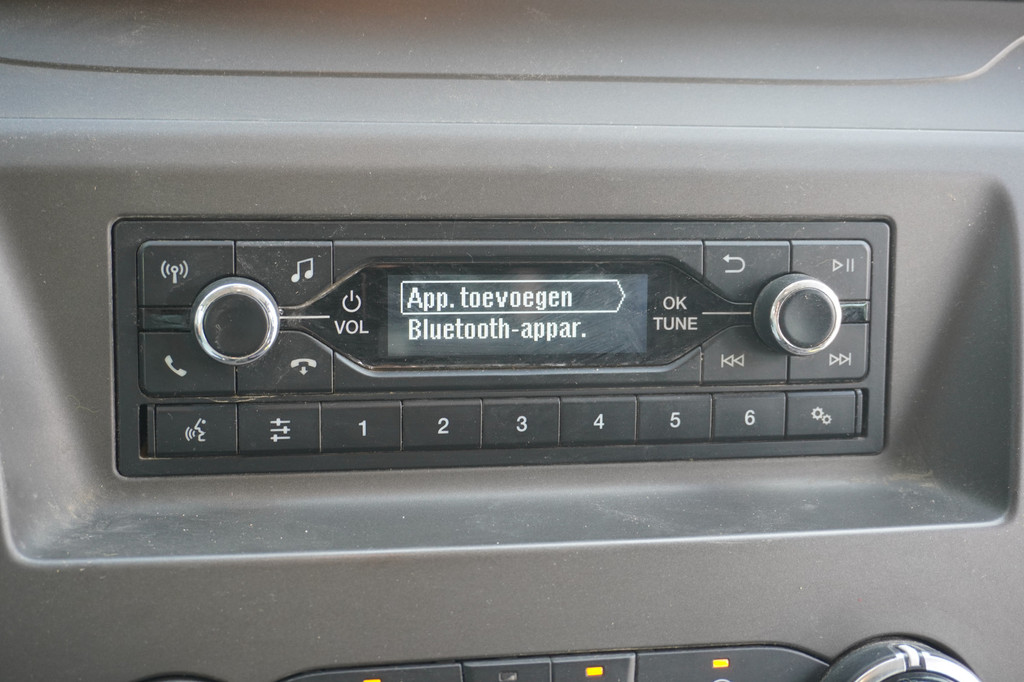 App. toevoegen
Bluetooth-appar.
VOL
OK
TUNE
1 2 3 4 5 6